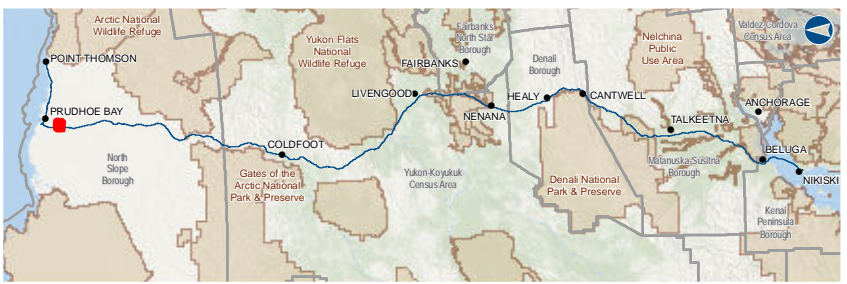 Arctic National
Wildlife Refuge
POINT THOMSON
PRUDHOE BAY
North
Slope
Borough
COLDFOOT
Gates of the
Arctic National
Park & Preserve
Yukon Flats
National
Wildlife Refuge
LIVENGOOD
FAIRBANKS
Fairbanks
North Star
Borough
NENANA
Yukon-Koyukuk
Census Area
Denali
Borough
HEALY
CANTWELL
Denali National
Park & Preserve
Nelchina
Public
Use Area
TALKEETNA
Matanuska-Susitna
Borough
Valdez-Cordova
Census Area
ANCHORAGE
BELUGA
NIKISKI
Kenai
Peninsula
Borough